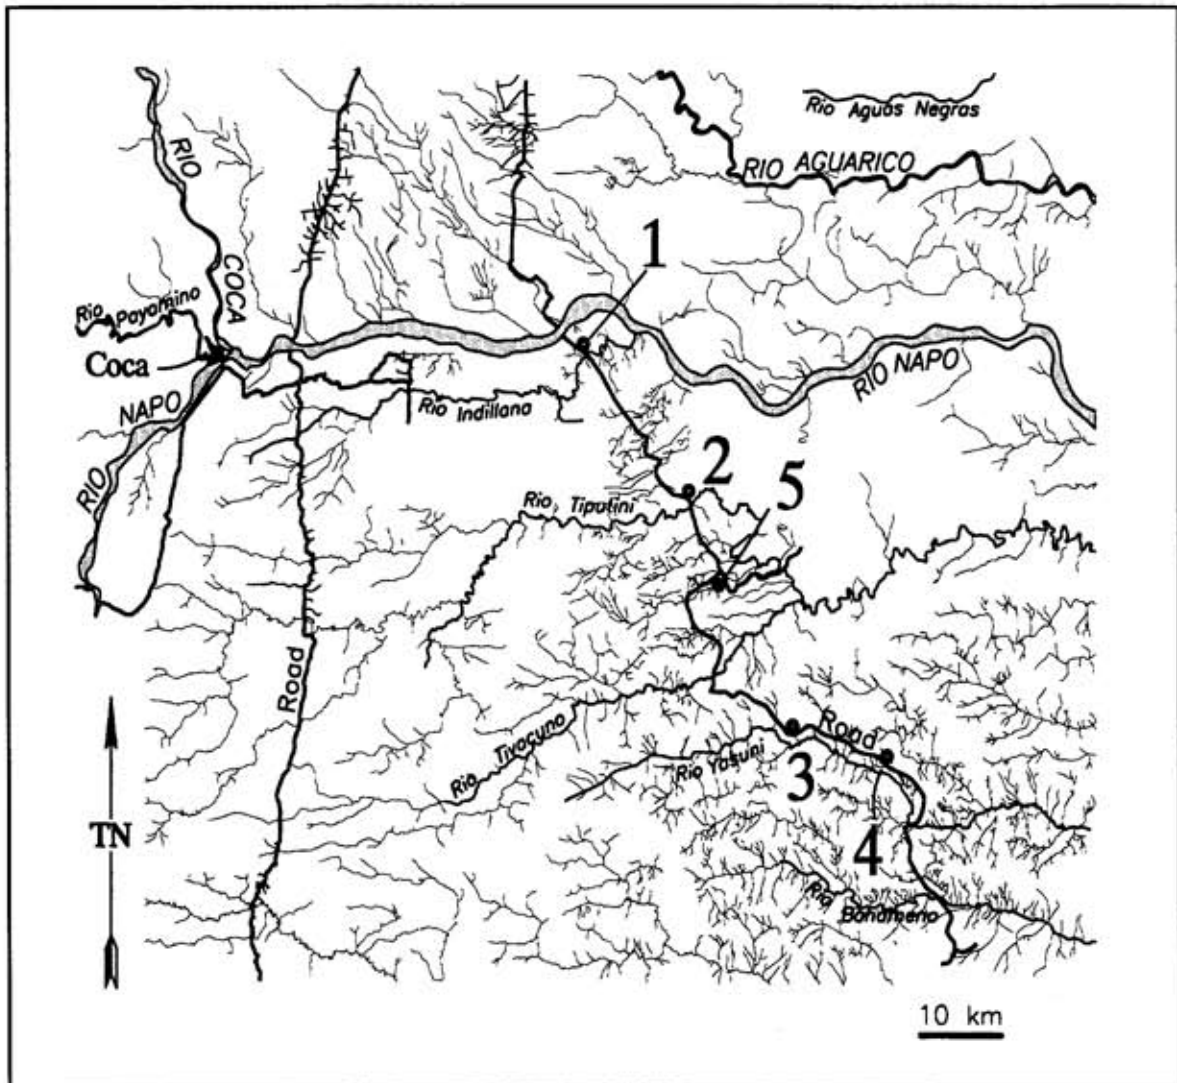 Rio Aguas Negras
RIO
RIO AGUARICO
1
COCA
Rio Payamino
Coca
RIO NAPO
NAPO
Rio Indillana
RIO
2
5
Rio Tiputini
Road
Rio Tivacuno
Road
Rio Yasuni
3
TN
4
Rio
10 km